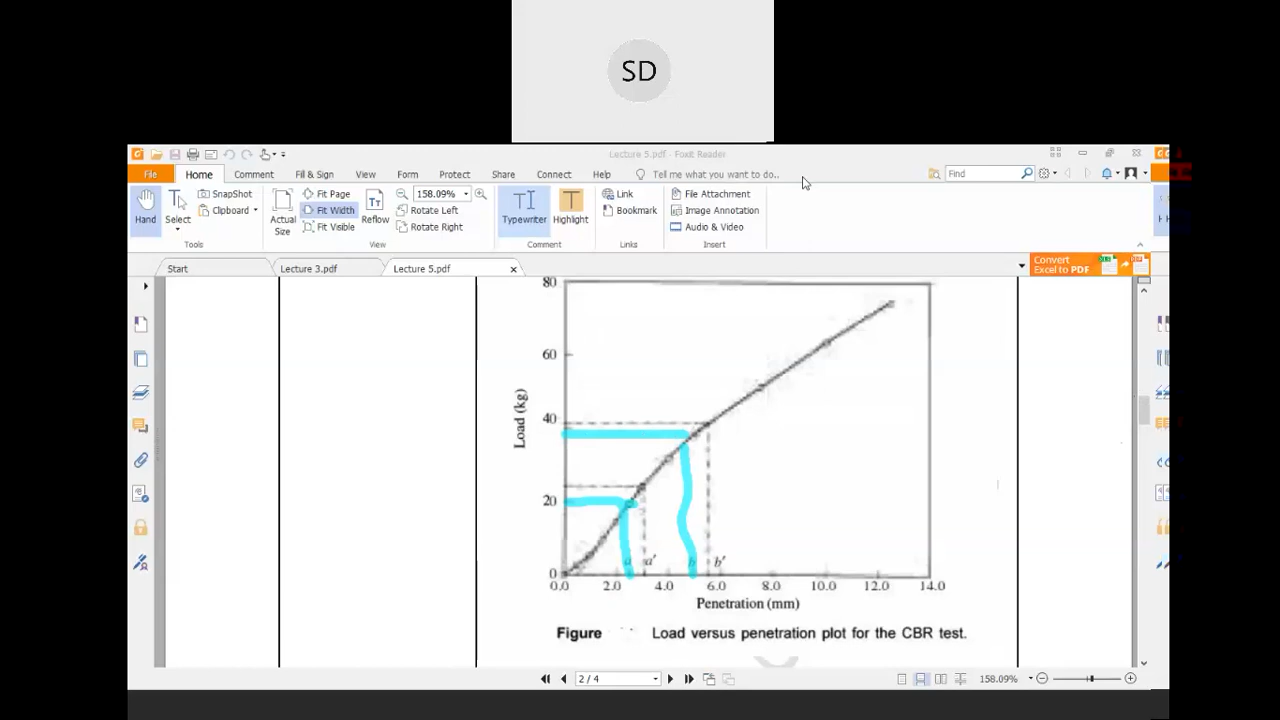 SD
Lecture 5.pdf - Foxit Reader
File Home Comment Fill & Sign View Form Protect Share Connect Help Tell me what you want to do.. Find
Hand
Select
SnapShot
Clipboard
Tools
Actual
Size
Fit Page
Fit Width
Fit Visible
Reflow
158.09%
Rotate Left
Rotate Right
View
Typewriter
Highlight
Comment
Link
Bookmark
Links
File Attachment
Image Annotation
Audio & Video
Insert
Start Lecture 3.pdf Lecture 5.pdf
Convert
Excel to PDF
80
60
40
20
0
Load (kg)
a a' b b'
0.0 2.0 4.0 6.0 8.0 10.0 12.0 14.0
Penetration (mm)
Figure Load versus penetration plot for the CBR test.
2 / 4 158.09%